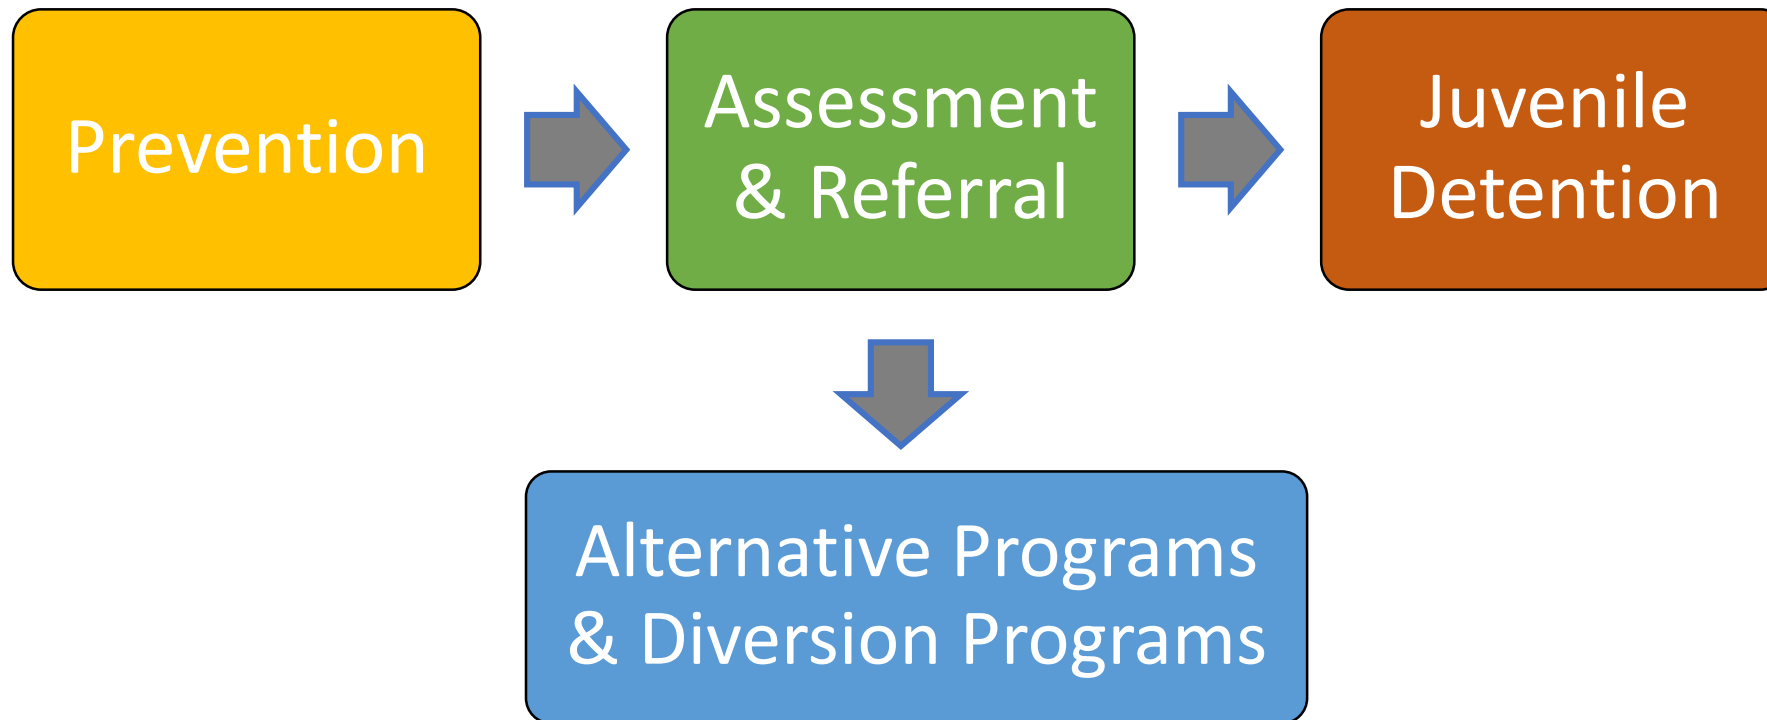 Prevention
Assessment
& Referral
Juvenile
Detention
Alternative Programs
& Diversion Programs